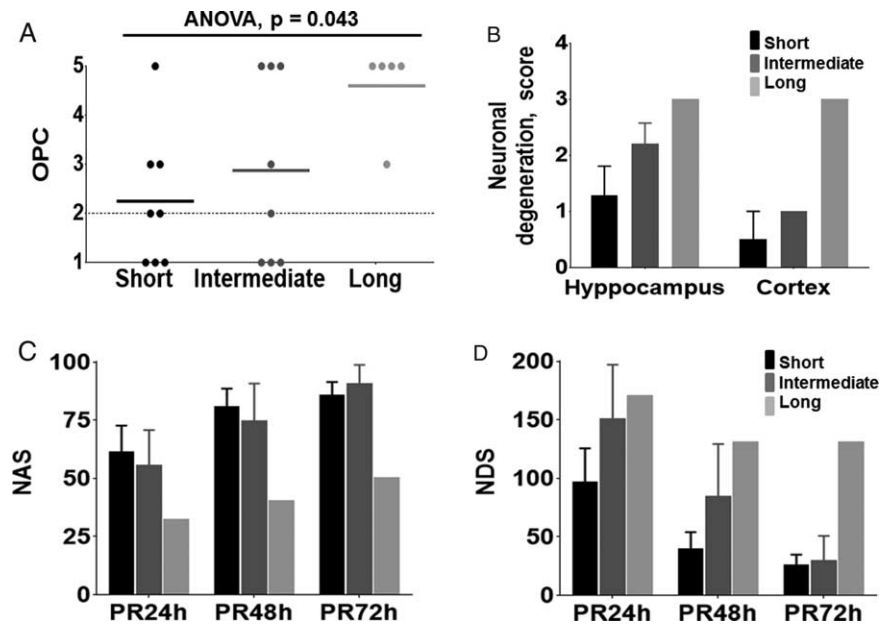 A
ANOVA, p = 0.043
OPC
5
4
3
2
1
Short Intermediate Long
B
Neuronal
degeneration, score
4
3
2
1
0
Short
Intermediate
Long
Hyppocampus Cortex
C
NAS
100
75
50
25
0
PR24h PR48h PR72h
D
NDS
200
150
100
50
0
Short
Intermediate
Long
PR24h PR48h PR72h